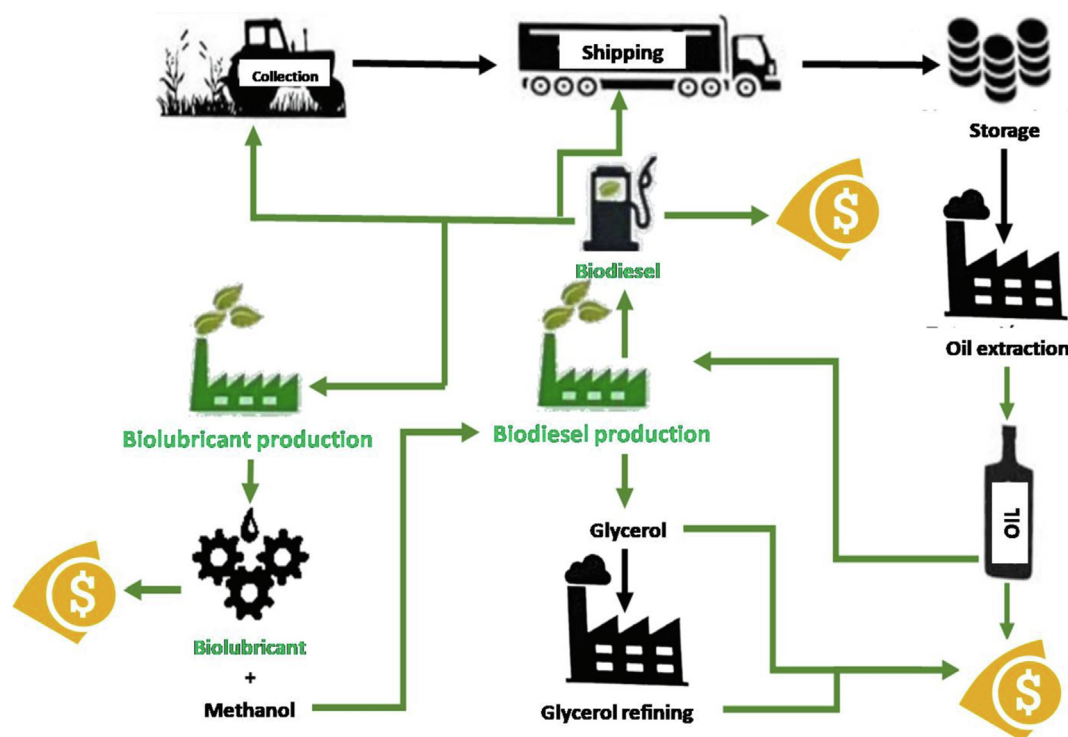 Collection
Shipping
Storage
Biodiesel
Oil extraction
Biolubricant production
Biodiesel production
OIL
Glycerol
Biolubricant
+
Methanol
Glycerol refining
$
$
$